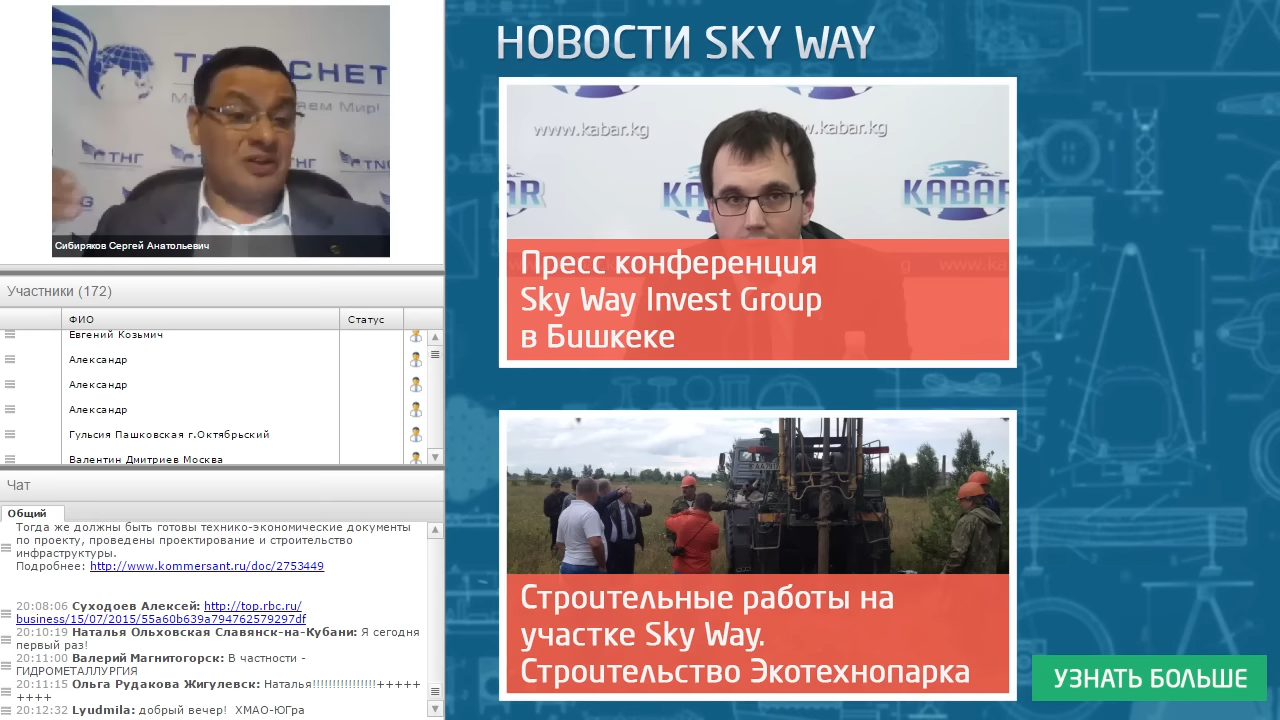 Сибиряков Сергей Анатольевич
ТНГ
Участники (172)
ФИО
Статус
Евгений Козьмич
Александр
Александр
Александр
Гульсия Пашковская г.Октябрьский
Валентин Дмитриев Москва
Чат
Общий
Тогда же должны быть готовы технико-экономические документы
по проекту, проведены проектирование и строительство
инфраструктуры.
Подробнее: http://www.kommersant.ru/doc/2753449
20:08:06 Суходоев Алексей: http://top.rbc.ru/
business/15/07/2015/55a60b639a794762579297df
20:10:19 Наталья Ольховская Славянск-на-Кубани: Я сегодня
первый раз!
20:11:00 Валерий Магнитогорск: В частности -
ГИДРОМЕТАЛЛУРГИЯ
20:11:15 Ольга Рудакова Жигулевск: Наталья!!!!!!!!!!!!!!!!+++++
++++
20:12:32 Lyudmila: добрый вечер! ХМАО-ЮГра
НОВОСТИ SKY WAY
www.kabar.kg
KABAR
Пресс конференция
Sky Way Invest Group
в Бишкеке
Строительные работы на
участке Sky Way.
Строительство Экотехнопарка
УЗНАТЬ БОЛЬШЕ